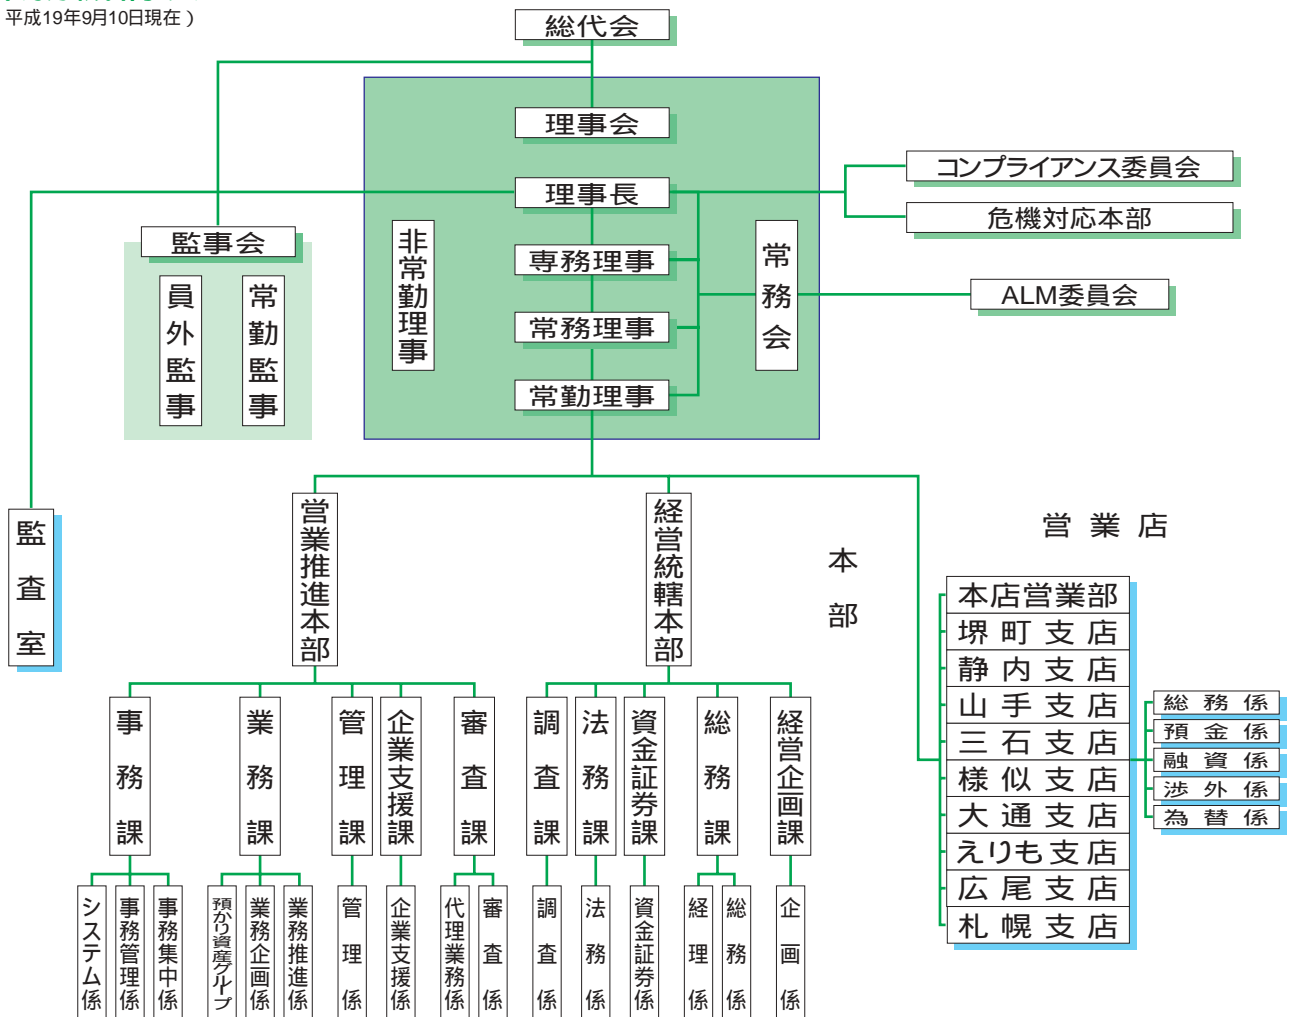 平成19年9月10日現在）
総代会
理事会
理事長
専務理事
常務理事
常勤理事
非常勤理事
常務会
コンプライアンス委員会
危機対応本部
ALM委員会
監事会
員外監事
常勤監事
監査室
営業推進本部
経営統轄本部
本部
営業店
事務課
業務課
管理課
企業支援課
審査課
調査課
法務課
資金証券課
総務課
経営企画課
システム係
事務管理係
事務集中係
預かり資産グループ
業務企画係
業務推進係
管理係
企業支援係
代理業務係
審査係
調査係
法務係
資金証券係
経理係
総務係
企画係
本店営業部
堺町支店
静内支店
山手支店
三石支店
様似支店
大通支店
えりも支店
広尾支店
札幌支店
総務係
預金係
融資係
渉外係
為替係